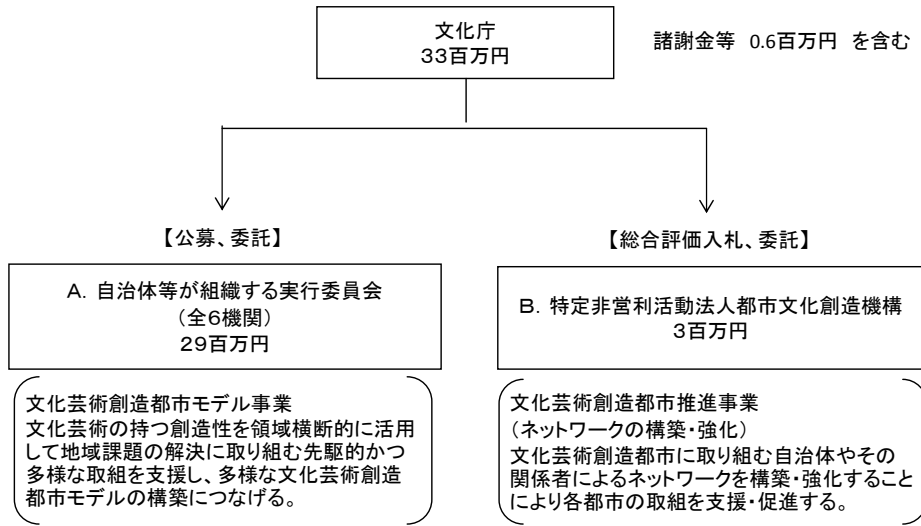 文化庁
33百万円
諸謝金等 0.6百万円 を含む
【公募、委託】
A. 自治体等が組織する実行委員会
（全６機関）
29百万円
文化芸術創造都市モデル事業
文化芸術の持つ創造性を領域横断的に活用
して地域課題の解決に取り組む先駆的かつ
多様な取組を支援し、多様な文化芸術創造
都市モデルの構築につなげる。
【総合評価入札、委託】
B. 特定非営利活動法人都市文化創造機構
3百万円
文化芸術創造都市推進事業
（ネットワークの構築・強化）
文化芸術創造都市に取り組む自治体やその
関係者によるネットワークを構築・強化すること
により各都市の取組を支援・促進する。